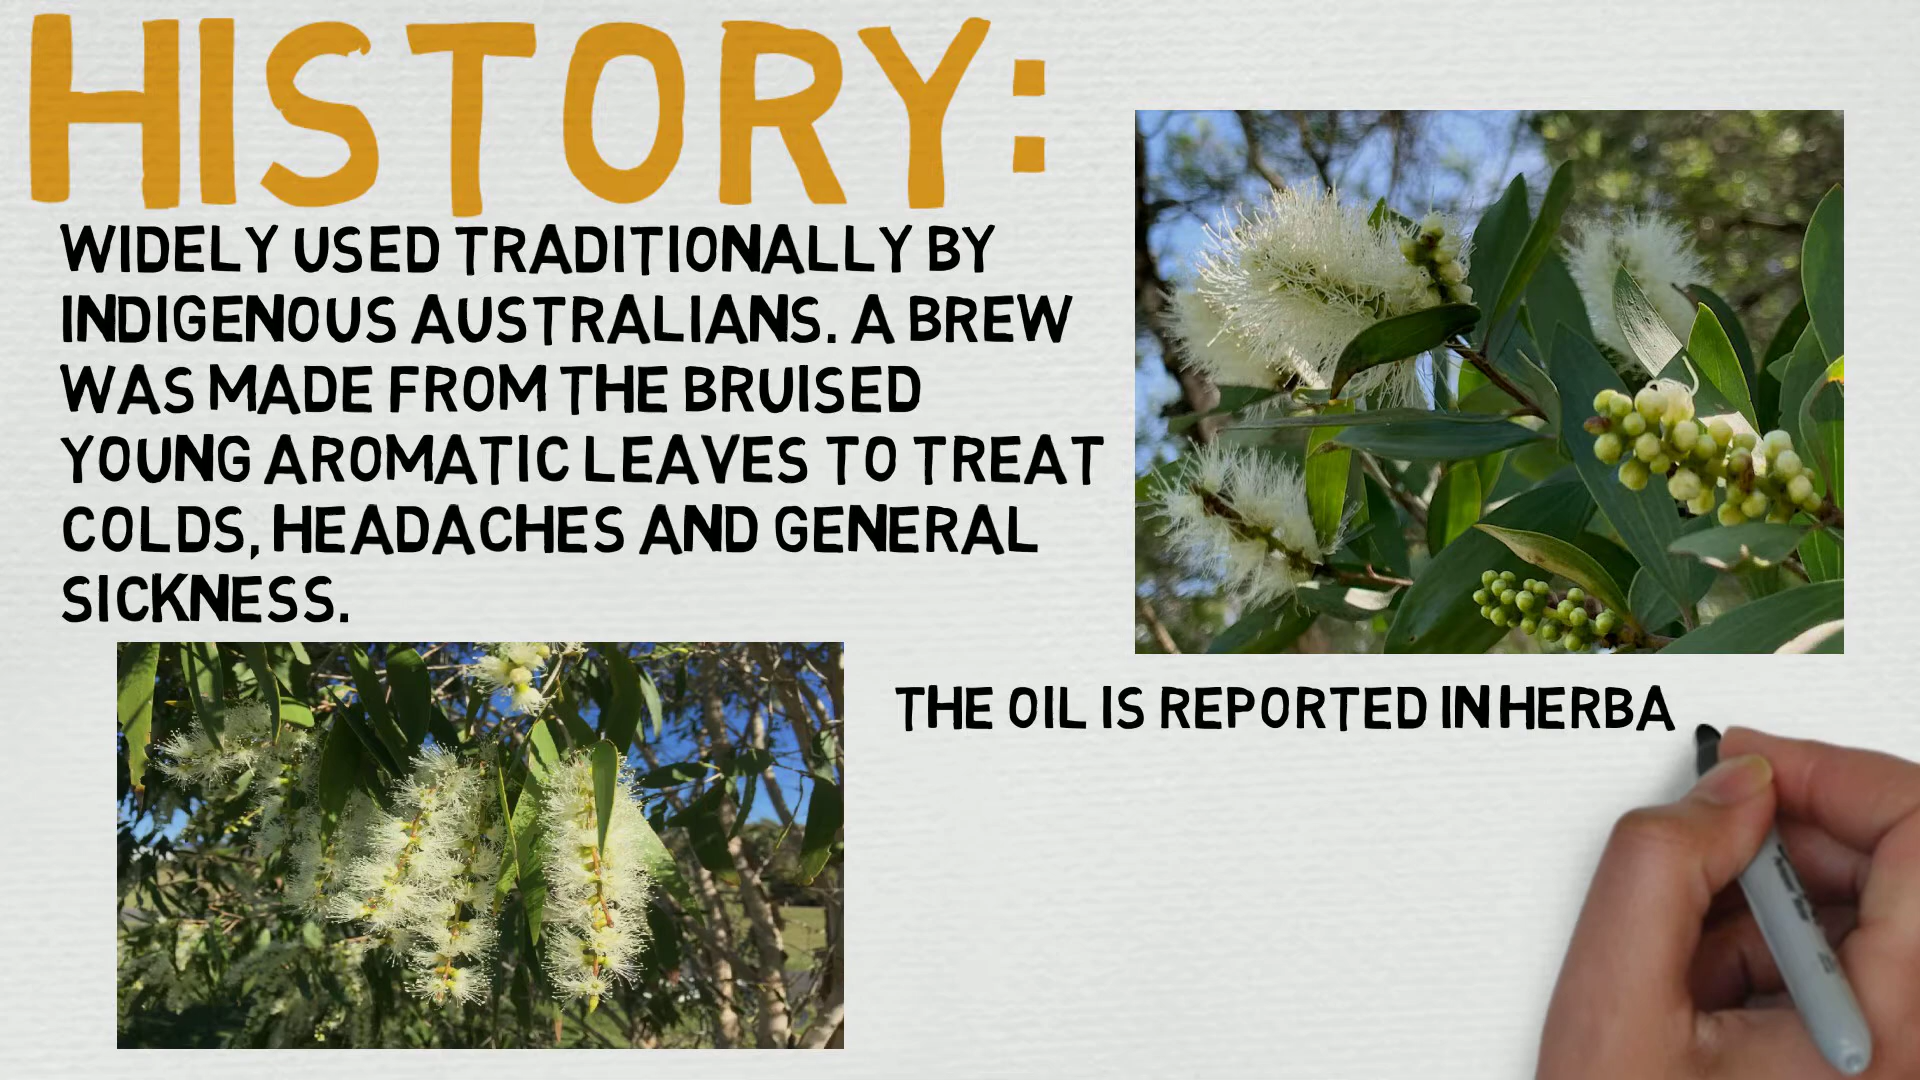 HISTORY:
WIDELY USED TRADITIONALLY BY
INDIGENOUS AUSTRALIANS. A BREW
WAS MADE FROM THE BRUISED
YOUNG AROMATIC LEAVES TO TREAT
COLDS, HEADACHES AND GENERAL
SICKNESS.
THE OIL IS REPORTED IN HERBA